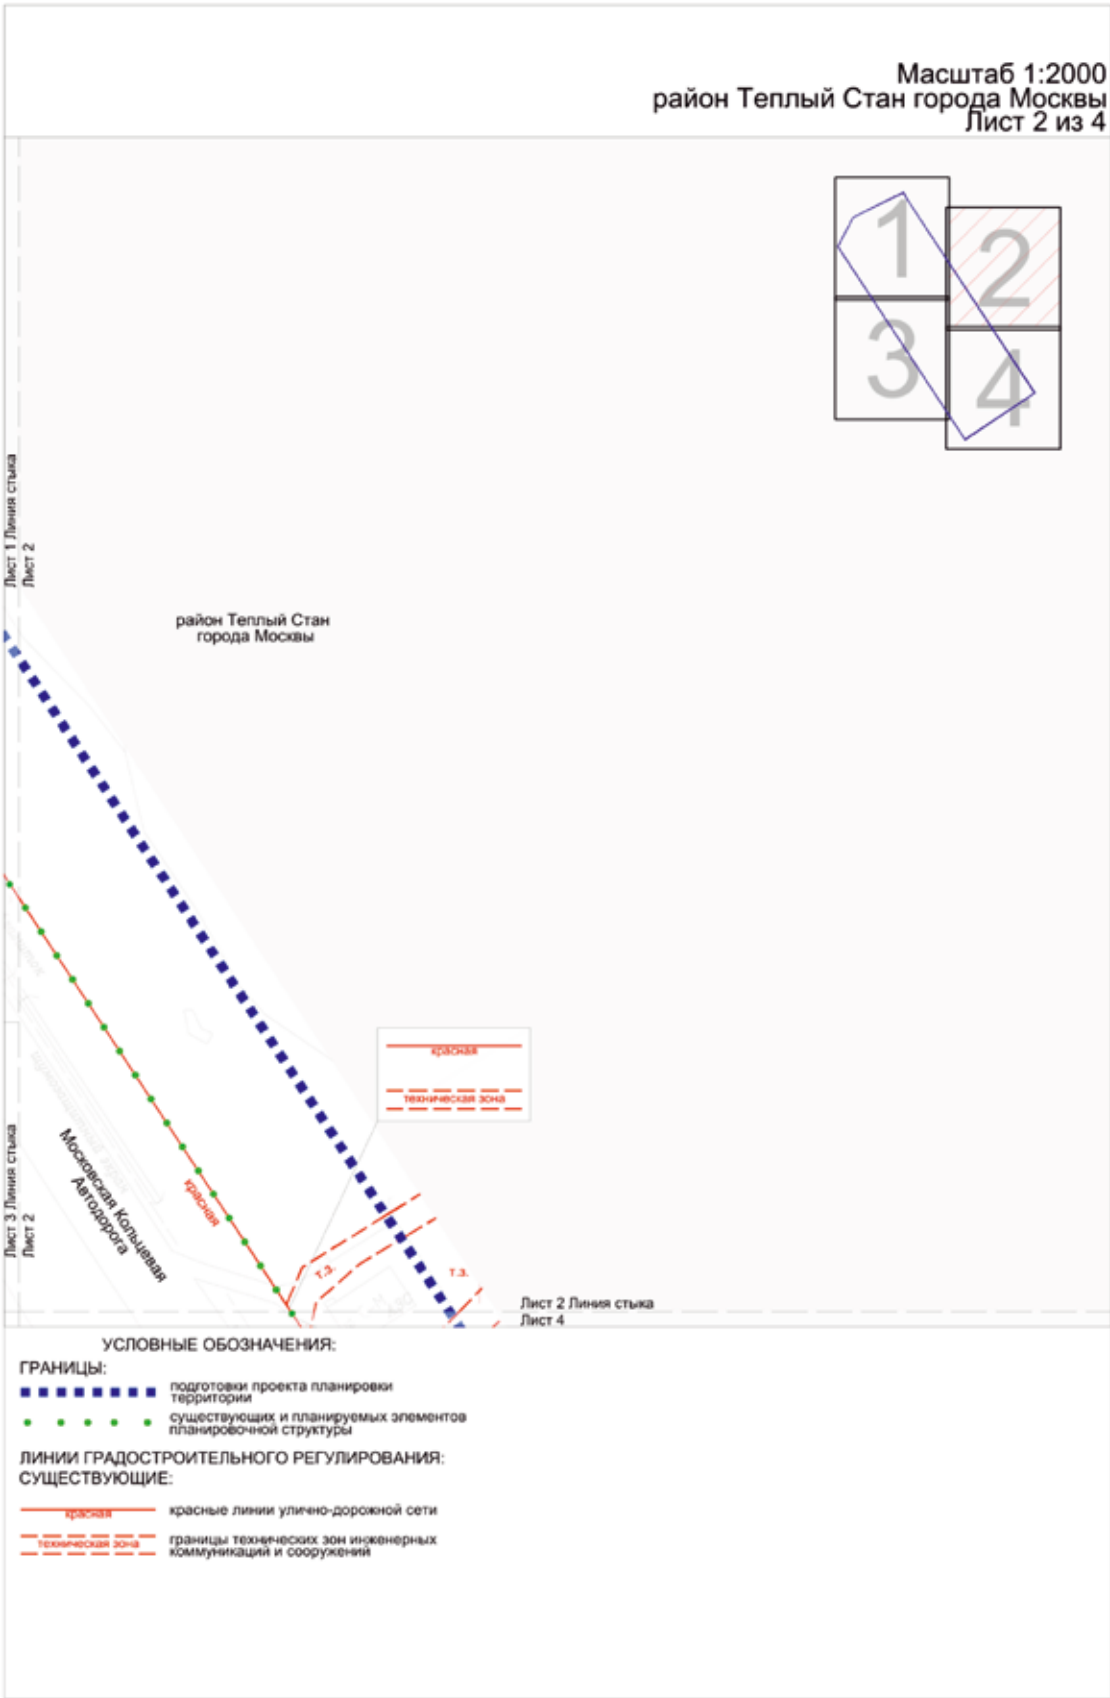 Масштаб 1:2000
район Теплый Стан города Москвы
Лист 2 из 4
1
2
3
4
Лист 1 Линия стыка
Лист 2
район Теплый Стан
города Москвы
красная
техническая зона
Лист 3 Линия стыка
Лист 2
Московская Кольцевая
Автодорога
красная
т.з.
т.з.
Лист 2 Линия стыка
Лист 4
УСЛОВНЫЕ ОБОЗНАЧЕНИЯ:
ГРАНИЦЫ:
подготовки проекта планировки
территории
существующих и планируемых элементов
планировочной структуры
ЛИНИИ ГРАДОСТРОИТЕЛЬНОГО РЕГУЛИРОВАНИЯ:
СУЩЕСТВУЮЩИЕ:
красная
красные линии улично-дорожной сети
техническая зона
границы технических зон инженерных
коммуникаций и сооружений